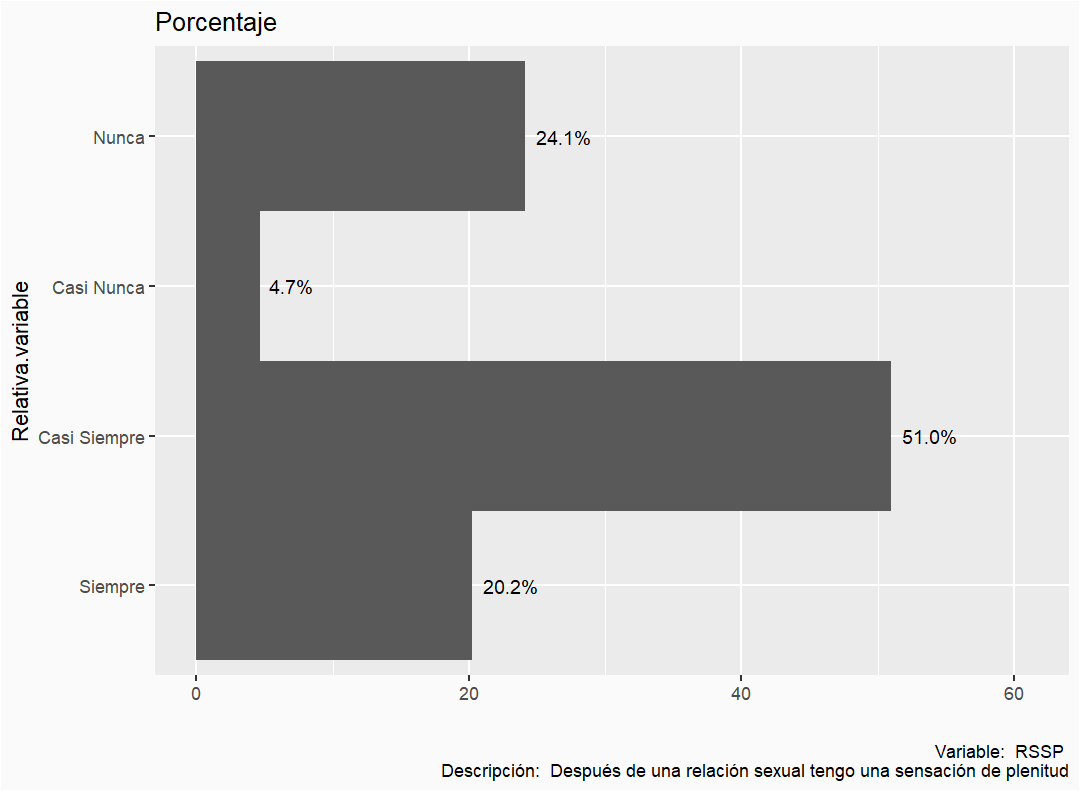 Porcentaje
Nunca
24.1%
Casi Nunca
4.7%
Relativa.variable
Casi Siempre
51.0%
Siempre
20.2%
0 20 40 60
Variable: RSSP
Descripción: Después de una relación sexual tengo una sensación de plenitud